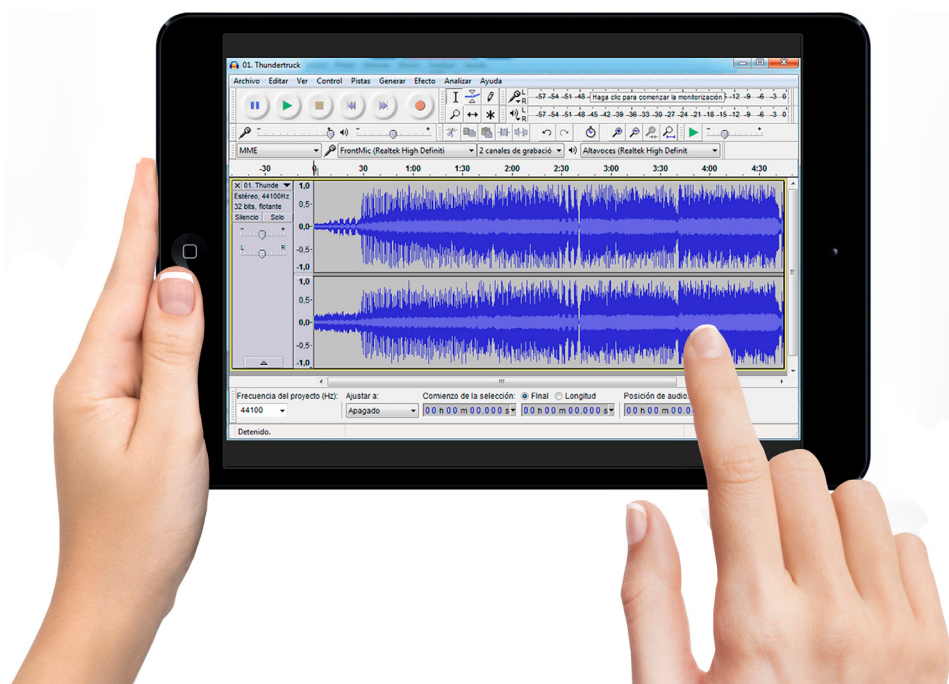 01. Thundertruck
Archivo Editar Ver Control Pistas Generar Efecto Analizar Ayuda
L -57 -54 -51 -48 - Haga clic para comenzar la monitorización -12 -9 -6 -3 0
R
L -57 -54 -51 -48 -45 -42 -39 -36 -33 -30 -27 -24 -21 -18 -15 -12 -9 -6 -3 0
R
MME FrontMic (Realtek High Definiti 2 canales de grabació Altavoces (Realtek High Definit
-30 0 30 1:00 1:30 2:00 2:30 3:00 3:30 4:00 4:30
X 01. Thunde 1,0
Estéreo, 44100Hz 0,5
32 bits, flotante
Silencio Solo
- + 0,0
L R -0,5
-1,0
1,0
0,5
0,0
-0,5
-1,0
Frecuencia del proyecto (Hz): Ajustar a: Comienzo de la selección: Final Longitud Posición de audio:
44100 Apagado 00 h 00 m 00.000 s 00 h 00 m 00.000 s 00 h 00 m 00.0
Detenido.